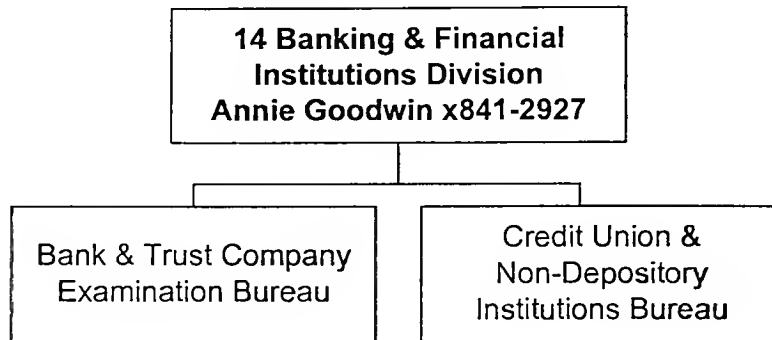 14 Banking & Financial
Institutions Division
Annie Goodwin x841-2927
Bank & Trust Company
Examination Bureau
Credit Union &
Non-Depository
Institutions Bureau